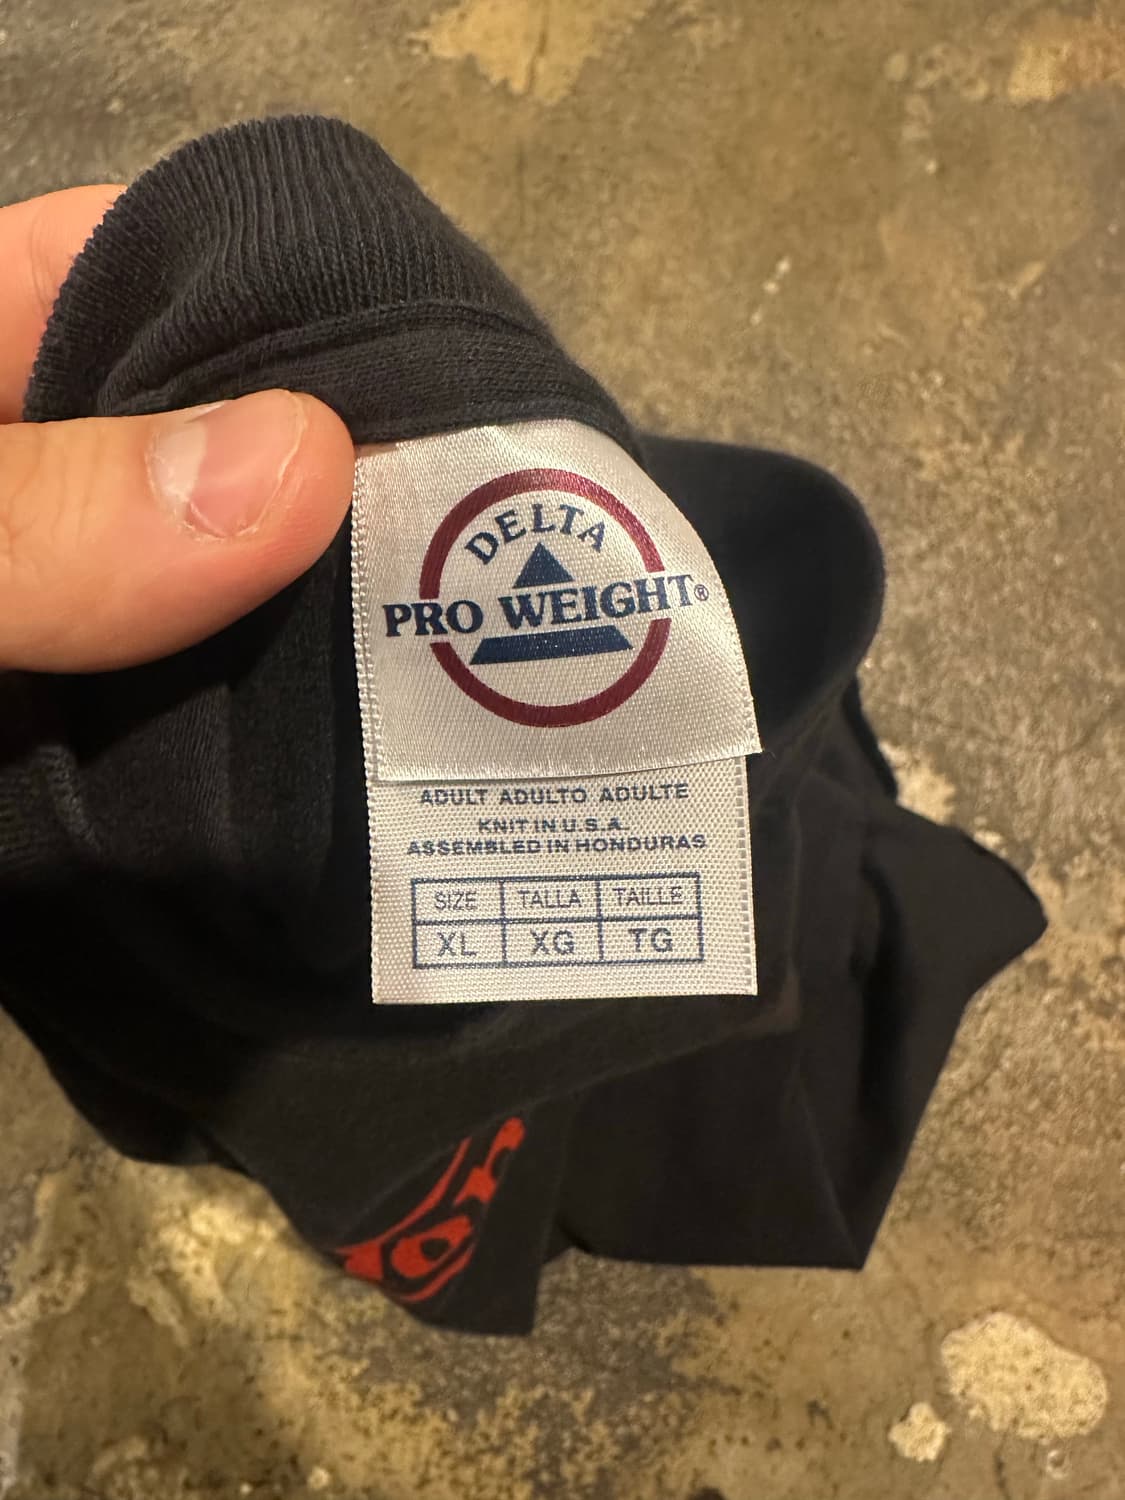 DELTA
PRO WEIGHT®
ADULT ADULTO ADULTE
KNIT IN U.S.A.
ASSEMBLED IN HONDURAS
SIZE TALLA TAILLE
XL XG TG